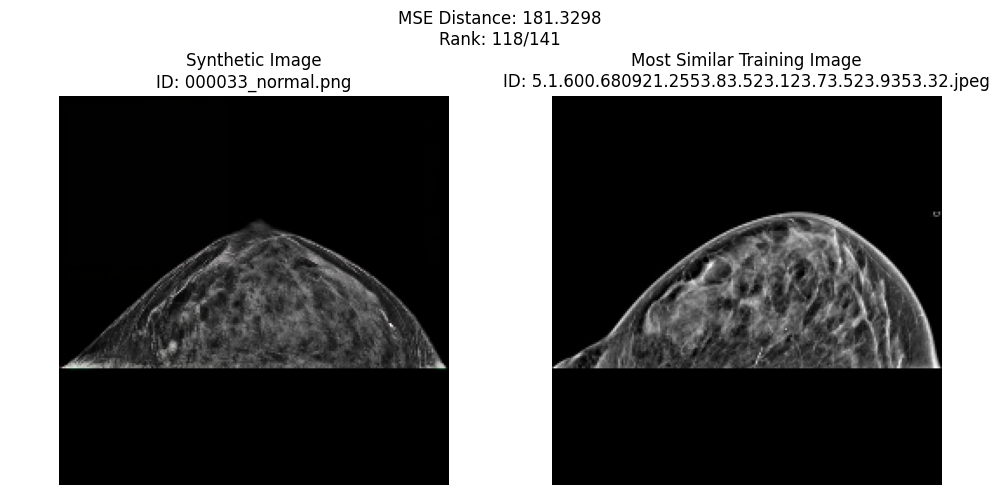 MSE Distance: 181.3298
Rank: 118/141
Synthetic Image
ID: 000033_normal.png
Most Similar Training Image
ID: 5.1.600.680921.2553.83.523.123.73.523.9353.32.jpeg